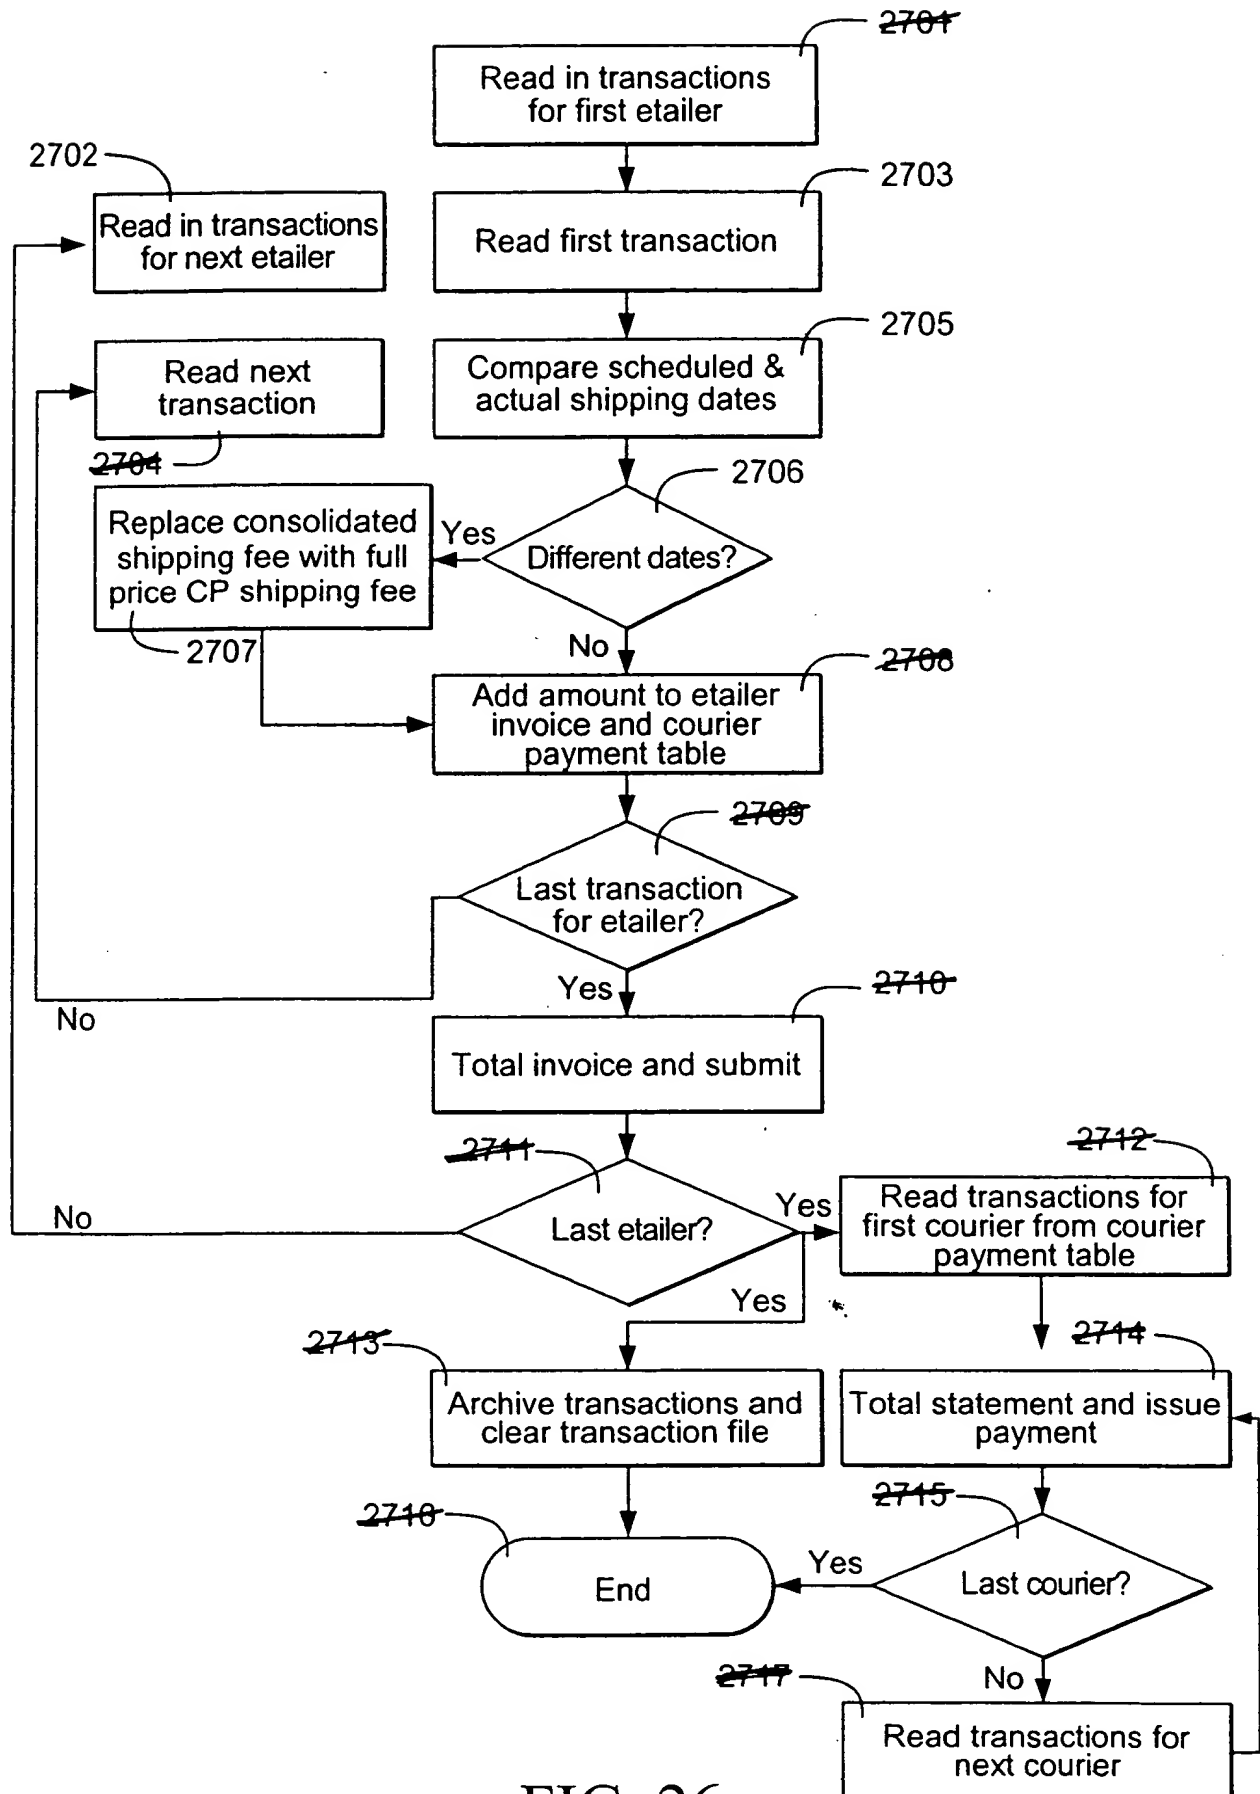 2701
Read in transactions
for first etailer
2702
Read in transactions
for next etailer
2703
Read first transaction
2705
Compare scheduled &
actual shipping dates
Read next
transaction
2704
2706
Different dates?
Yes
Replace consolidated
shipping fee with full
price CP shipping fee
2707
No
2708
Add amount to etailer
invoice and courier
payment table
2709
Last transaction
for etailer?
Yes
No
2710
Total invoice and submit
2711
Last etailer?
No
Yes
Yes
2712
Read transactions for
first courier from courier
payment table
2713
Archive transactions and
clear transaction file
2714
Total statement and issue
payment
2715
Last courier?
Yes
2716
End
No
2717
Read transactions for
next courier
FIG. 26